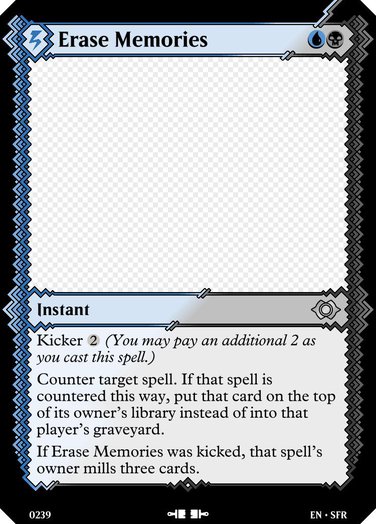 Erase Memories
Instant
Kicker 2 (You may pay an additional 2 as
you cast this spell.)
Counter target spell. If that spell is
countered this way, put that card on the top
of its owner's library instead of into that
player's graveyard.
If Erase Memories was kicked, that spell's
owner mills three cards.
0239
EN • SFR